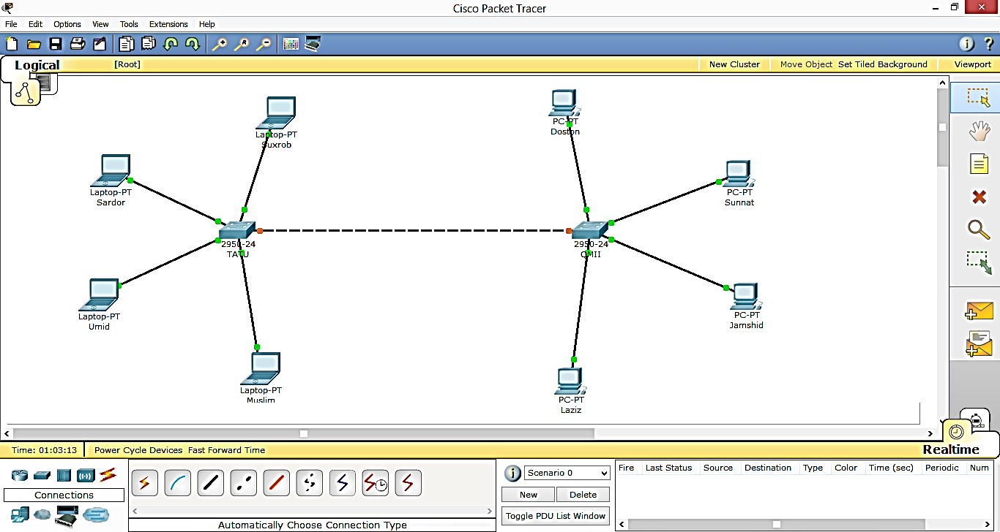 Cisco Packet Tracer
File Edit Options View Tools Extensions Help
Logical [Root] New Cluster Move Object Set Tiled Background Viewport
Laptop-PT
Suxrob
PC-PT
Doston
Laptop-PT
Sardor
PC-PT
Sunnat
2950-24
TATU
2950-24
QMII
Laptop-PT
Umid
PC-PT
Jamshid
Laptop-PT
Muslim
PC-PT
Laziz
Time: 01:03:13 Power Cycle Devices Fast Forward Time Realtime
Connections
Automatically Choose Connection Type
Scenario 0
New Delete
Toggle PDU List Window
Fire Last Status Source Destination Type Color Time (sec) Periodic Num